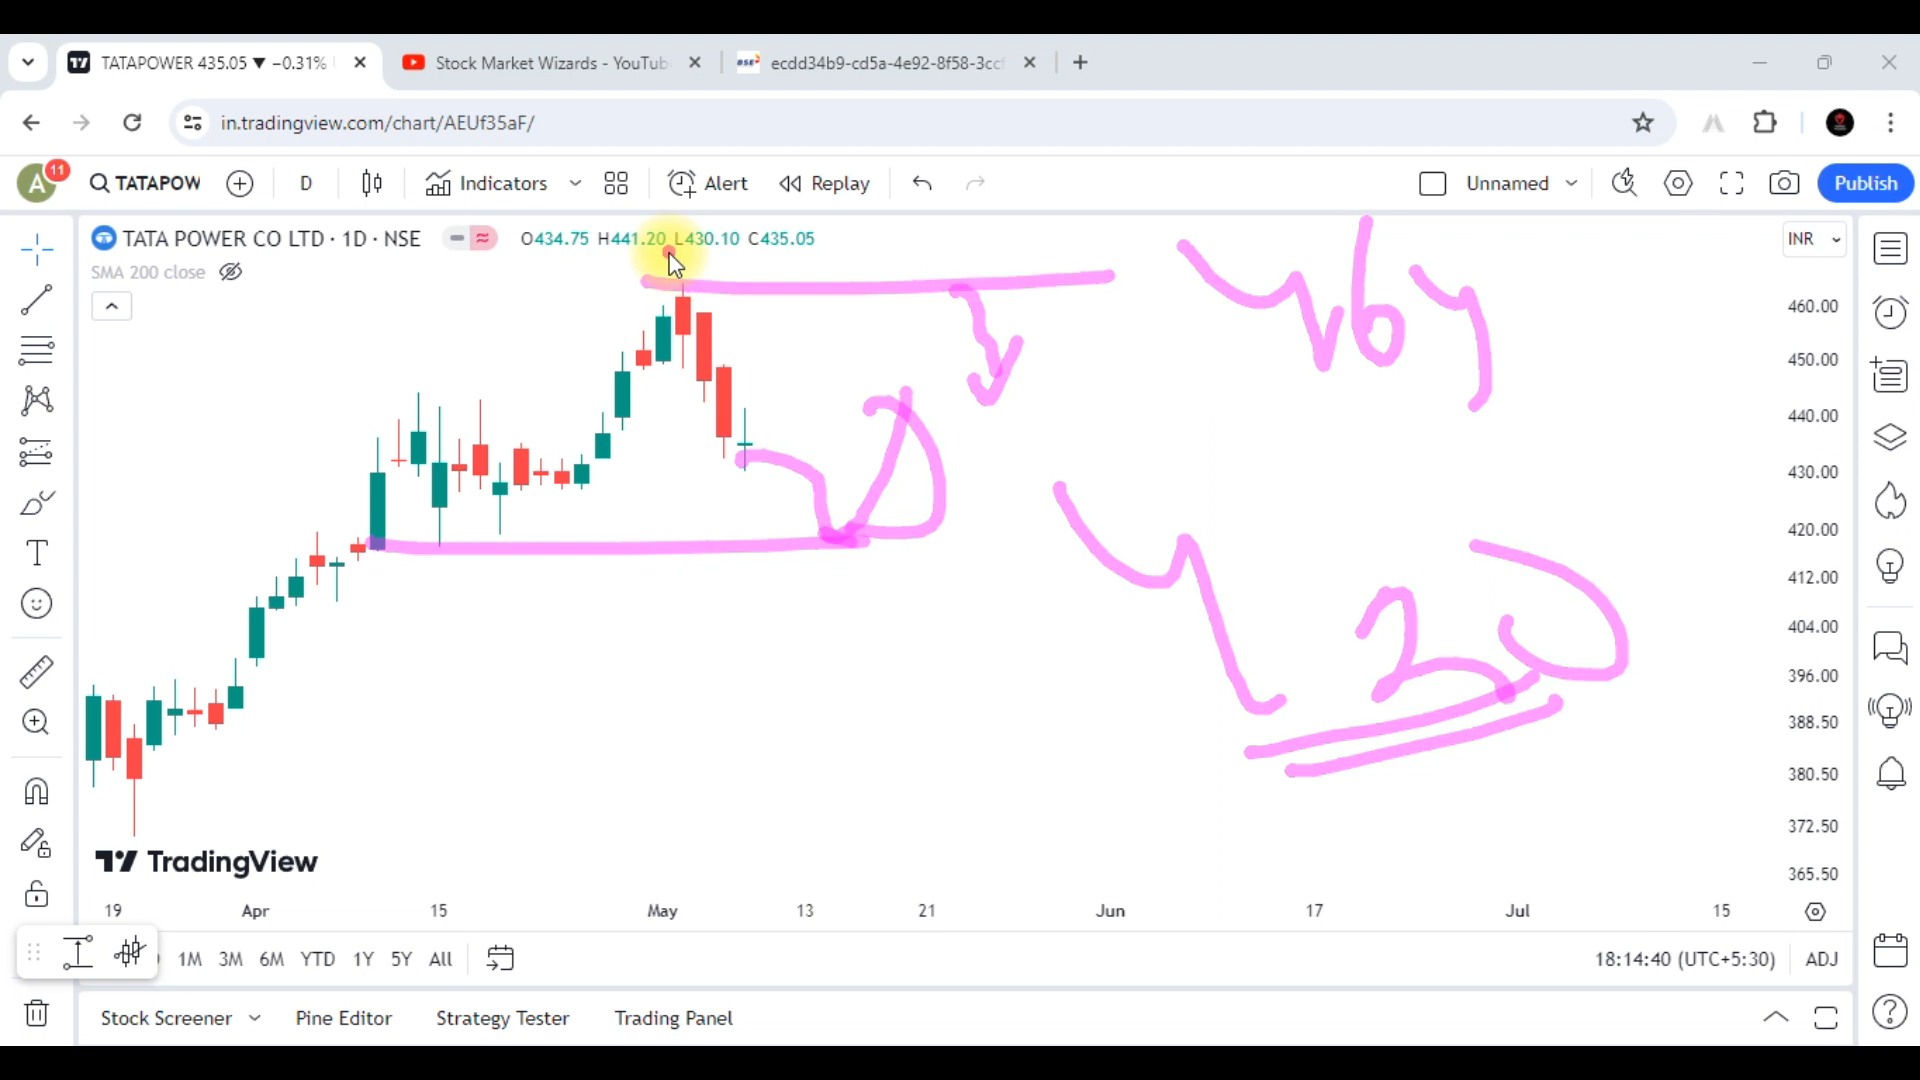 TATAPOWER 435.05 ▼ −0.31%
Stock Market Wizards - YouTub
BSE
ecdd34b9-cd5a-4e92-8f58-3cc
in.tradingview.com/chart/AEUf35aF/
A 11
TATAPOW
D
Indicators
Alert
Replay
Unnamed
Publish
TATA POWER CO LTD · 1D · NSE
O434.75 H441.20 L430.10 C435.05
INR
SMA 200 close
460.00
450.00
440.00
430.00
420.00
412.00
404.00
396.00
388.50
380.50
372.50
365.50
420
TradingView
19 Apr 15 May 13 21 Jun 17 Jul 15
1M 3M 6M YTD 1Y 5Y All
18:14:40 (UTC+5:30)
ADJ
Stock Screener
Pine Editor
Strategy Tester
Trading Panel